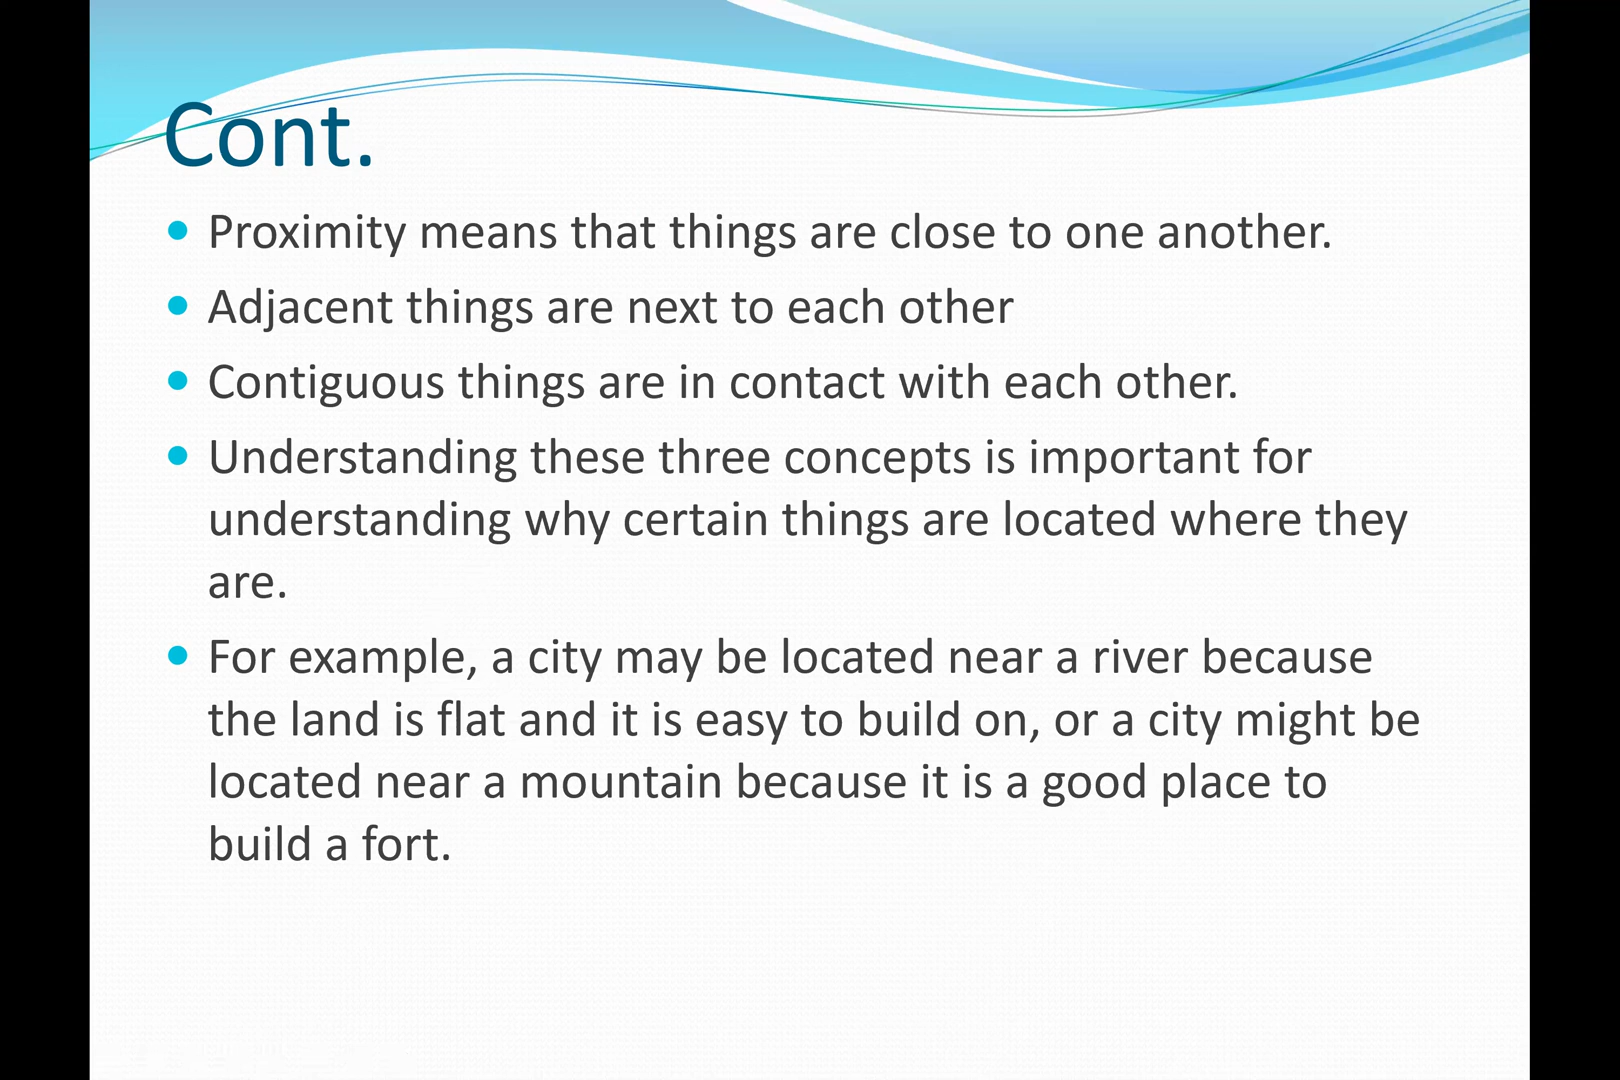 Cont.
• Proximity means that things are close to one another.
• Adjacent things are next to each other
• Contiguous things are in contact with each other.
• Understanding these three concepts is important for
understanding why certain things are located where they
are.
• For example, a city may be located near a river because
the land is flat and it is easy to build on, or a city might be
located near a mountain because it is a good place to
build a fort.